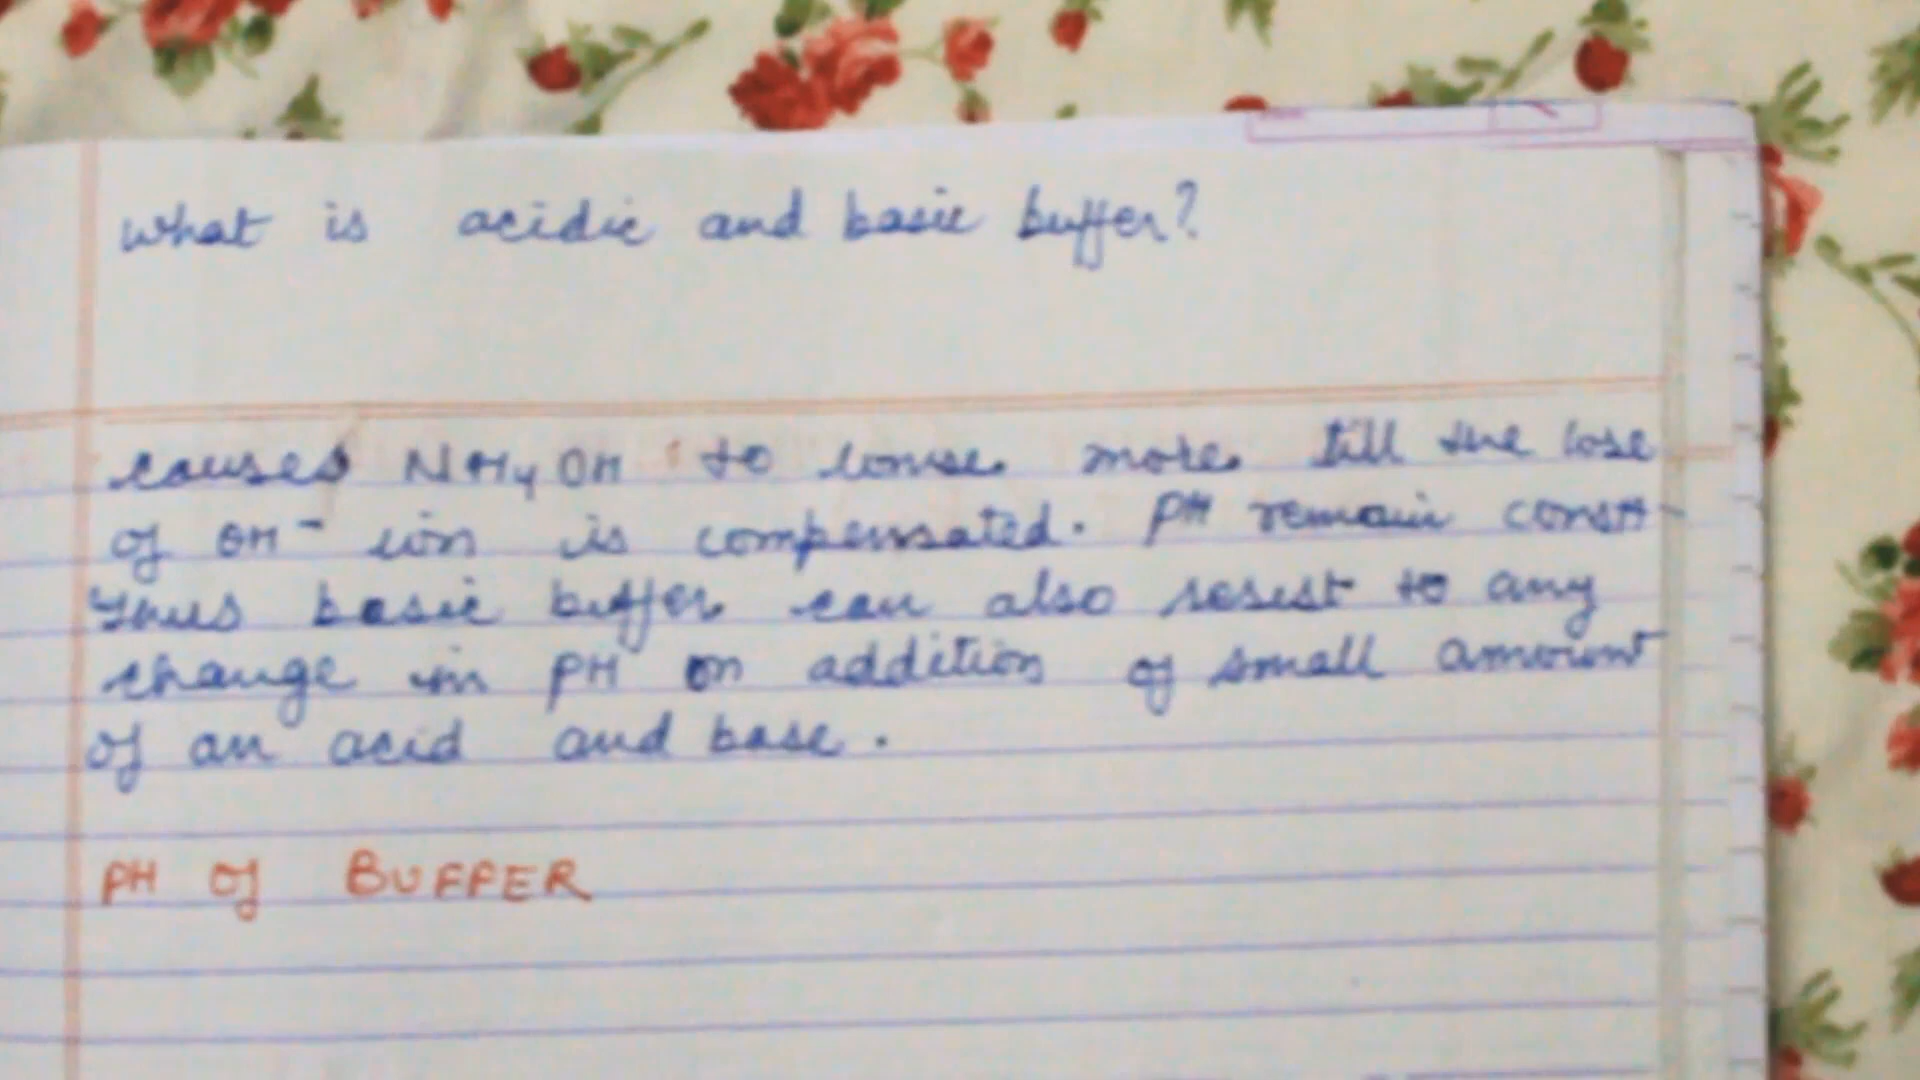 what is acidic and basic buffer?
causes NH4OH to ionise more till the lose
of OH- ion is compensated. PH remain constt
Thus basic buffer can also resist to any
change in PH on addition of small amount
of an acid and base.
PH of BUFFER